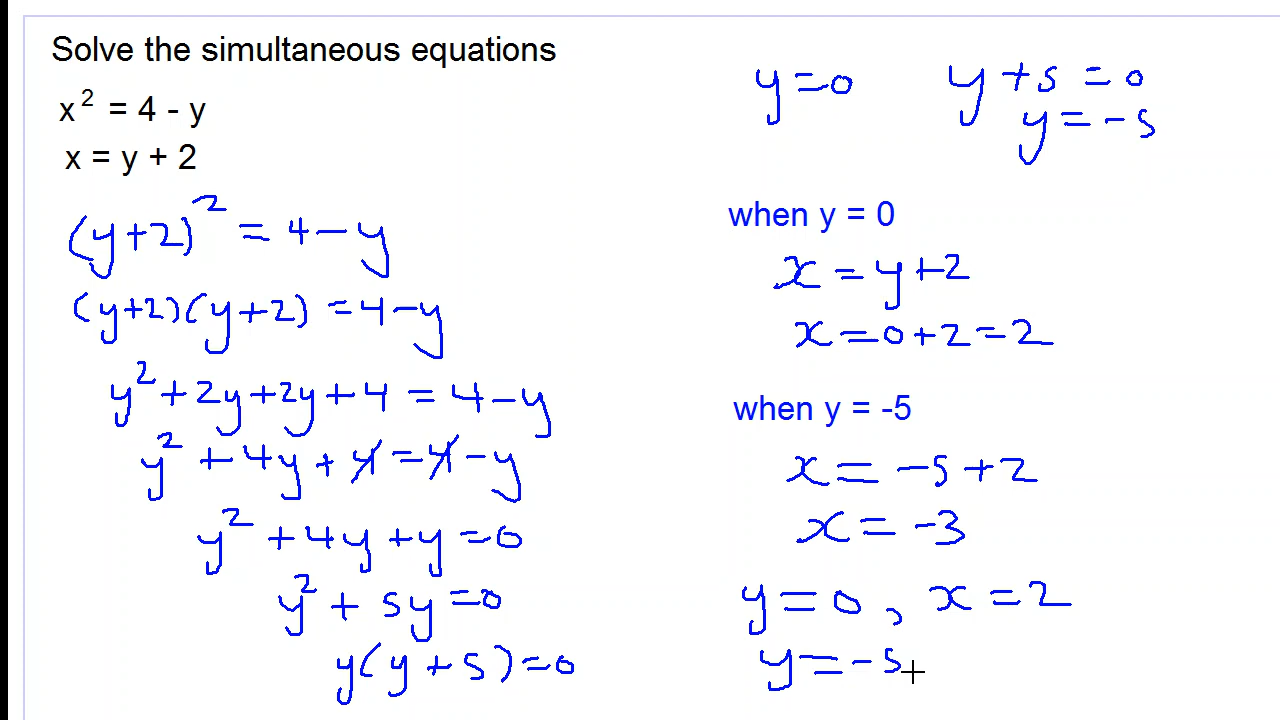 Solve the simultaneous equations
x² = 4 - y
x = y + 2
(y+2)² = 4 - y
(y+2)(y+2) = 4 - y
y² + 2y + 2y + 4 = 4 - y
y² + 4y + 4 = 4 - y
y² + 4y + y = 0
y² + 5y = 0
y(y + 5) = 0
y = 0 y + 5 = 0
y = -5
when y = 0
x = y + 2
x = 0 + 2 = 2
when y = -5
x = -5 + 2
x = -3
y = 0, x = 2
y = -5